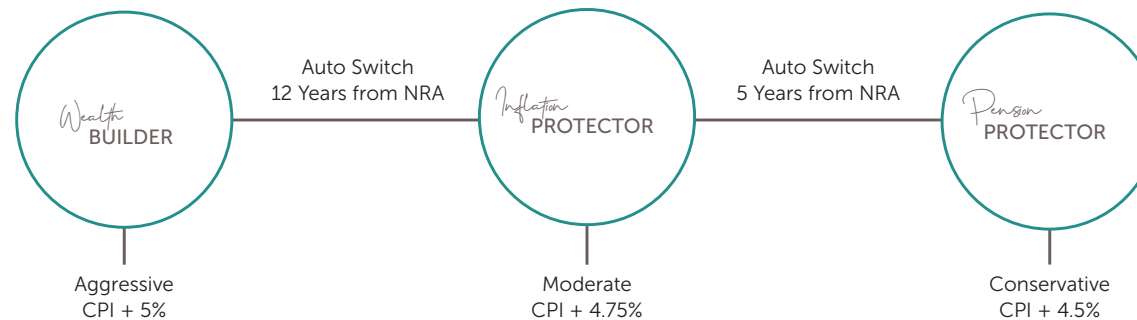 Wealth
BUILDER
Auto Switch
12 Years from NRA
Inflation
PROTECTOR
Auto Switch
5 Years from NRA
Pension
PROTECTOR
Aggressive
CPI + 5%
Moderate
CPI + 4.75%
Conservative
CPI + 4.5%